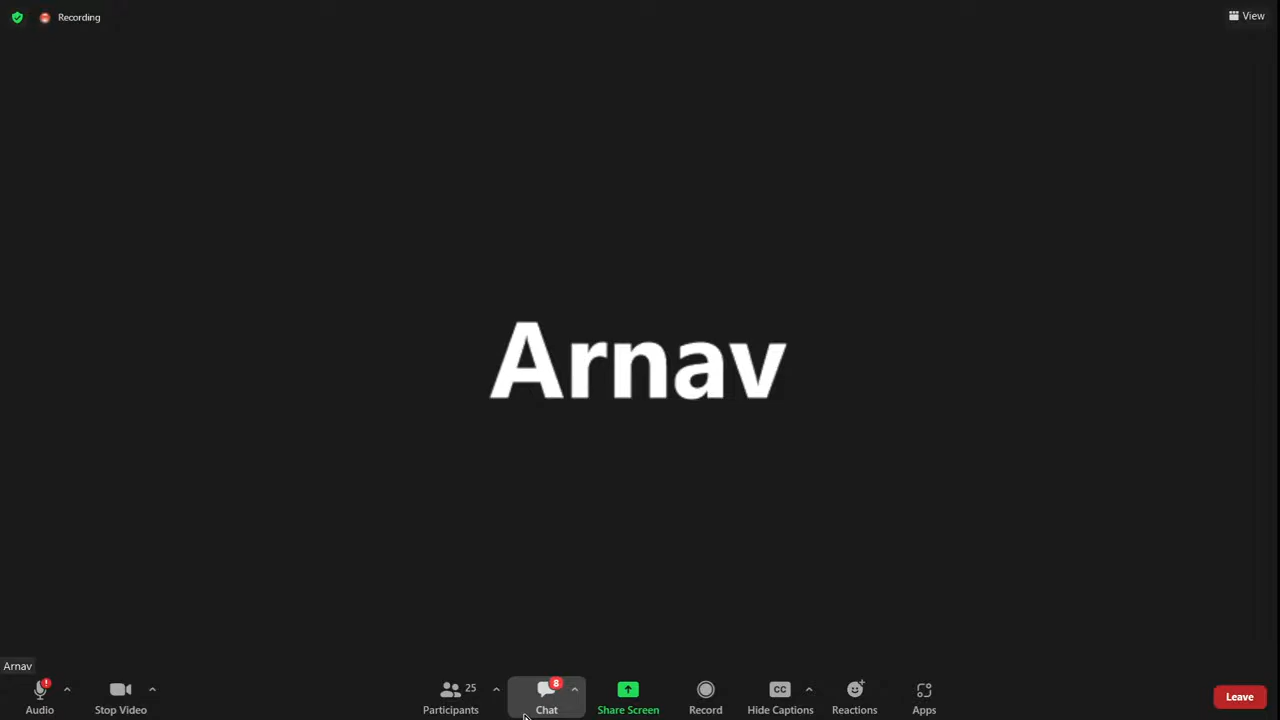 Recording
View
Arnav
Arnav
Audio
Stop Video
25
Participants
8
Chat
Share Screen
Record
CC
Hide Captions
Reactions
Apps
Leave